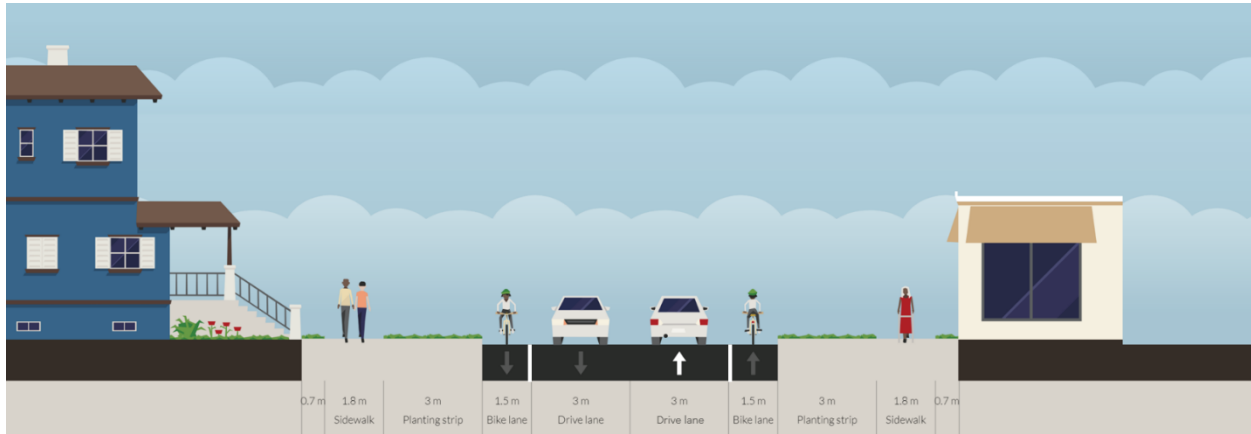 0.7 m
1.8 m
Sidewalk
3 m
Planting strip
1.5 m
Bike lane
3 m
Drive lane
3 m
Drive lane
1.5 m
Bike lane
3 m
Planting strip
1.8 m
Sidewalk
0.7 m